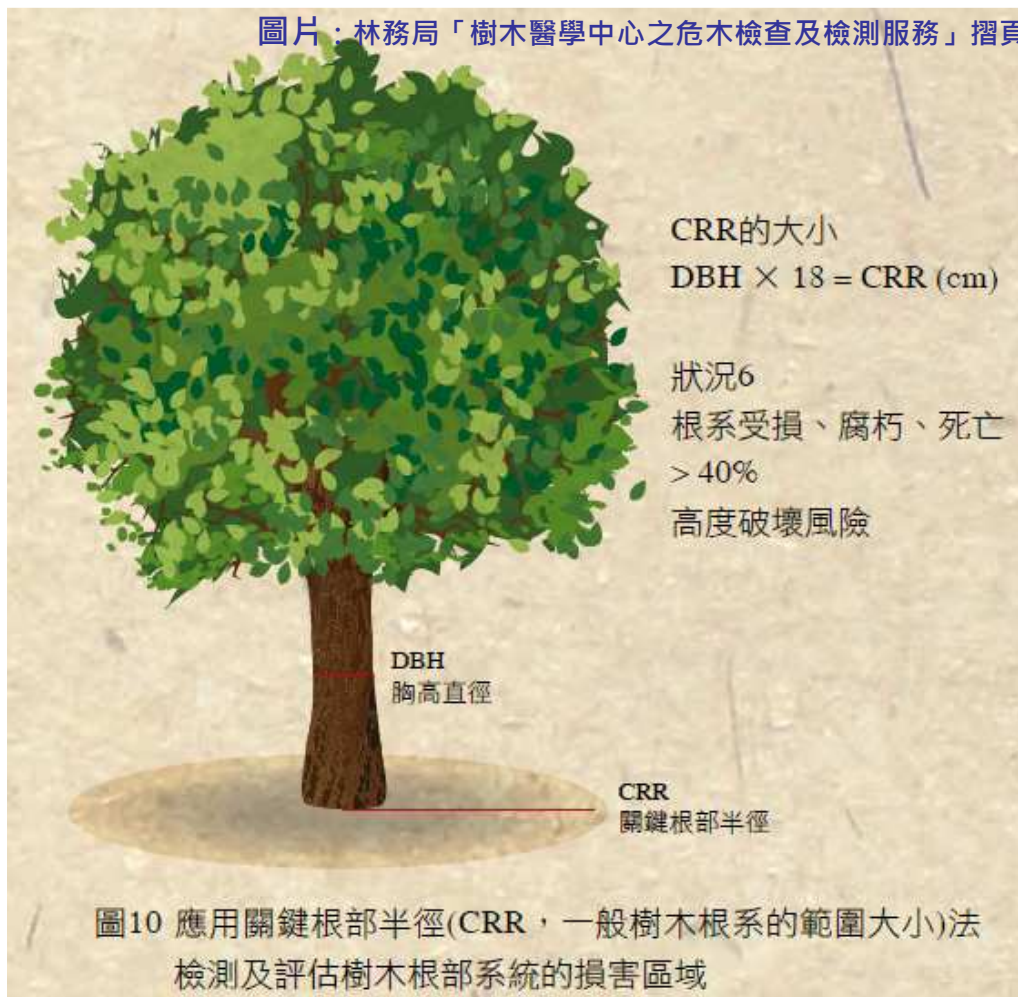 圖片：林務局「樹木醫學中心之危木檢查及檢測服務」摺頁
CRR的大小
DBH × 18 = CRR (cm)
狀況6
根系受損、腐朽、死亡
> 40%
高度破壞風險
DBH
胸高直徑
CRR
關鍵根部半徑
圖10 應用關鍵根部半徑(CRR，一般樹木根系的範圍大小)法
檢測及評估樹木根部系統的損害區域